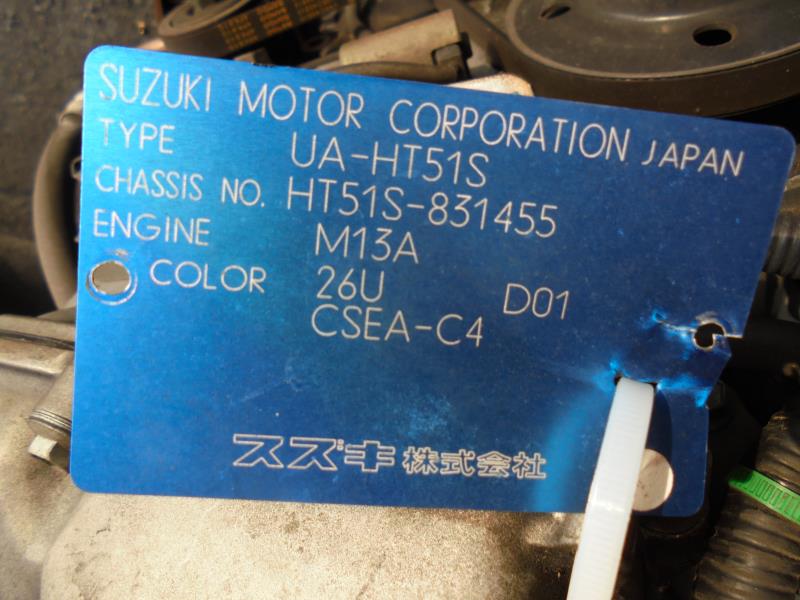 SUZUKI MOTOR CORPORATION JAPAN
TYPE UA-HT51S
CHASSIS NO. HT51S-831455
ENGINE M13A
COLOR 26U D01
CSEA-C4
スズキ株式会社